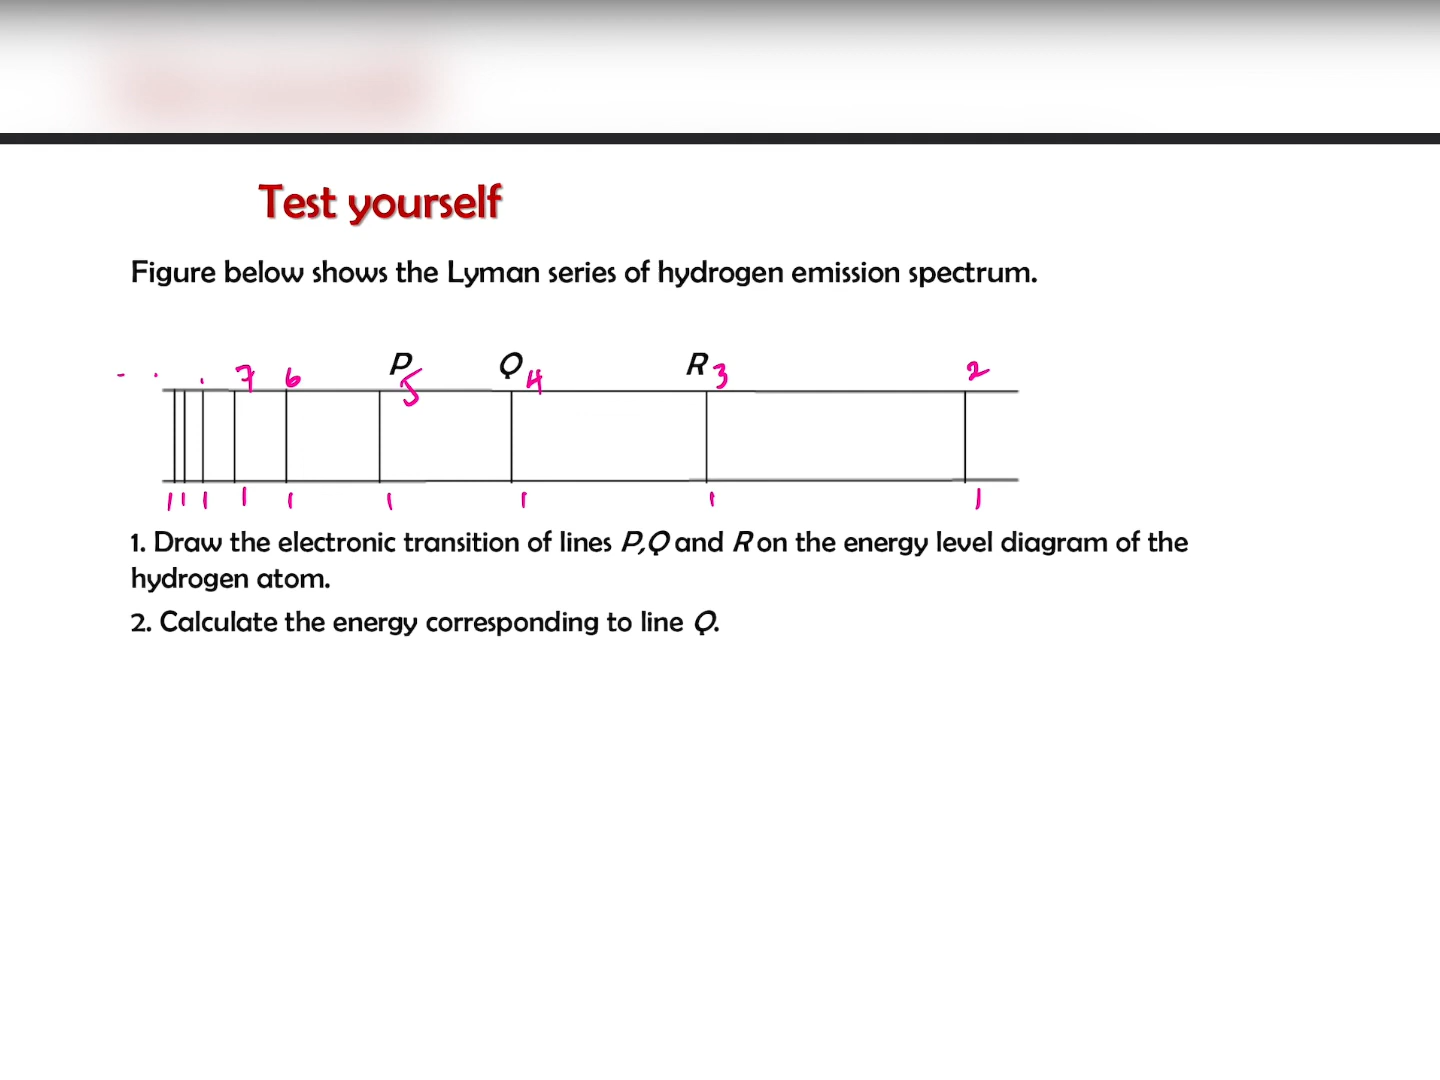 Test yourself
Figure below shows the Lyman series of hydrogen emission spectrum.
P Q R
7 6 5 4 3 2
1 1 1 1 1 1 1 1 1
1. Draw the electronic transition of lines P,Q and R on the energy level diagram of the
hydrogen atom.
2. Calculate the energy corresponding to line Q.